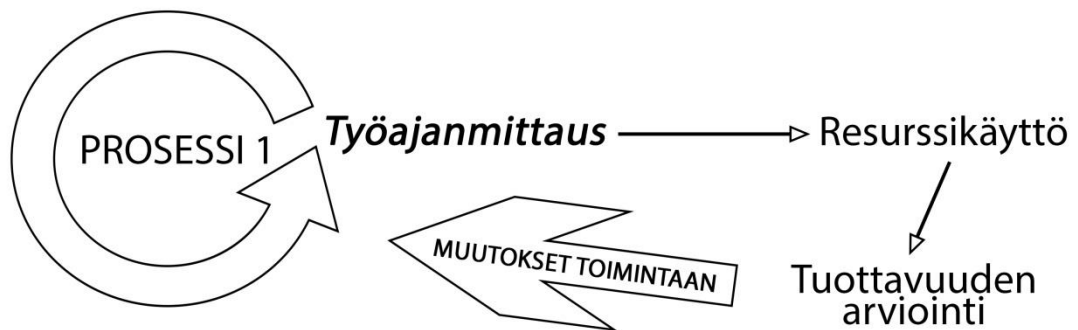 PROSESSI 1
Työajanmittaus
Resurssikäyttö
MUUTOKSET TOIMINTAAN
Tuottavuuden
arviointi